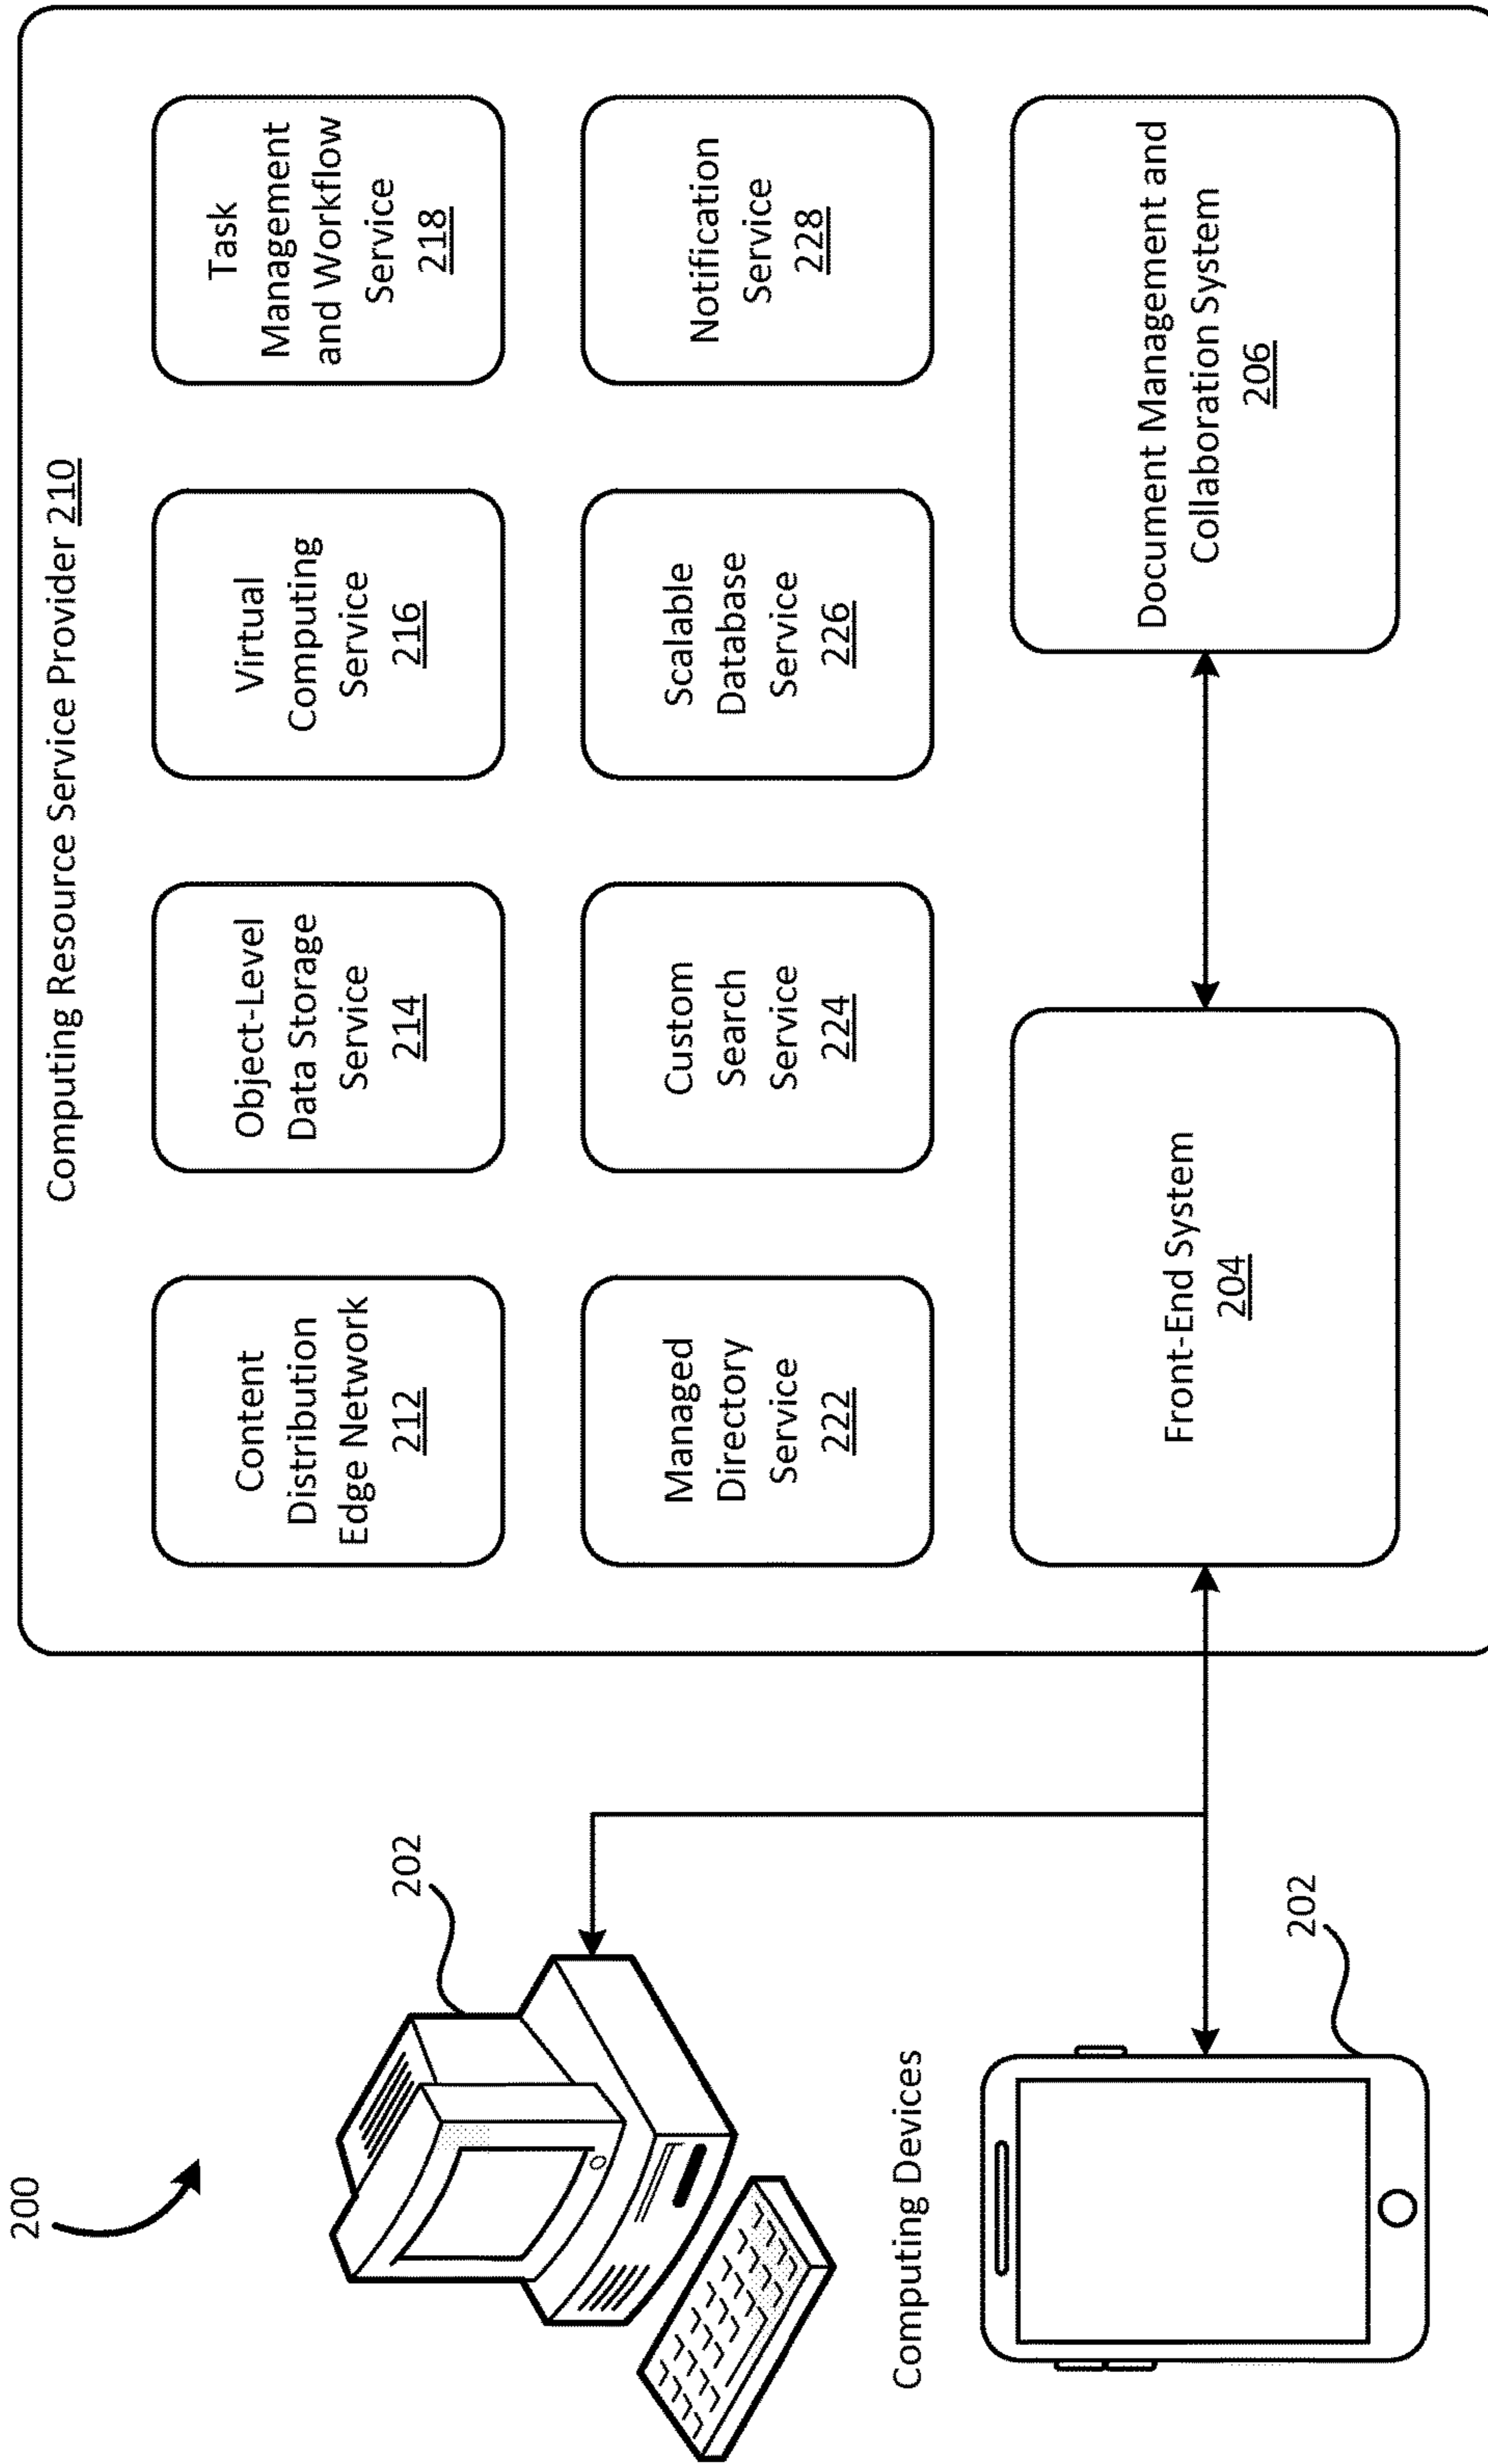 200
Computing Resource Service Provider 210
Content
Distribution
Edge Network
212
Object-Level
Data Storage
Service
214
Virtual
Computing
Service
216
Task
Management
and Workflow
Service
218
202
Managed
Directory
Service
222
Custom
Search
Service
224
Scalable
Database
Service
226
Notification
Service
228
Computing Devices
202
Front-End System
204
Document Management and
Collaboration System
206